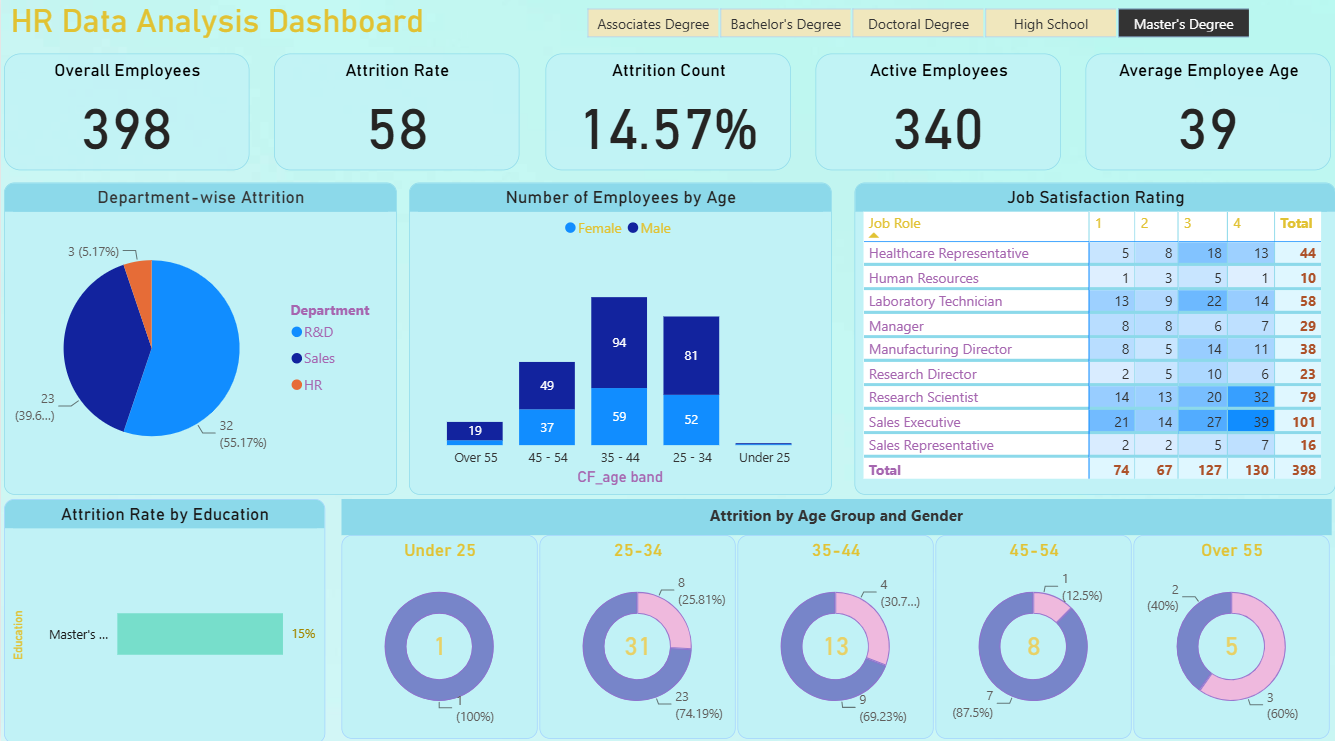 HR Data Analysis Dashboard
Associates Degree Bachelor's Degree Doctoral Degree High School Master's Degree
Overall Employees
398
Attrition Rate
58
Attrition Count
14.57%
Active Employees
340
Average Employee Age
39
Department-wise Attrition
3 (5.17%)
23
(39.6...)
32
(55.17%)
Department
R&D
Sales
HR
Number of Employees by Age
Female Male
19
49
37
94
59
81
52
Over 55 45 - 54 35 - 44 25 - 34 Under 25
CF_age band
Job Satisfaction Rating
Job Role 1 2 3 4 Total
Healthcare Representative 5 8 18 13 44
Human Resources 1 3 5 1 10
Laboratory Technician 13 9 22 14 58
Manager 8 8 6 7 29
Manufacturing Director 8 5 14 11 38
Research Director 2 5 10 6 23
Research Scientist 14 13 20 32 79
Sales Executive 21 14 27 39 101
Sales Representative 2 2 5 7 16
Total 74 67 127 130 398
Attrition Rate by Education
Education
Master's ... 15%
Attrition by Age Group and Gender
Under 25
1
1
(100%)
25-34
8
(25.81%)
31
23
(74.19%)
35-44
4
(30.7...)
13
9
(69.23%)
45-54
1
(12.5%)
8
7
(87.5%)
Over 55
2
(40%)
5
3
(60%)